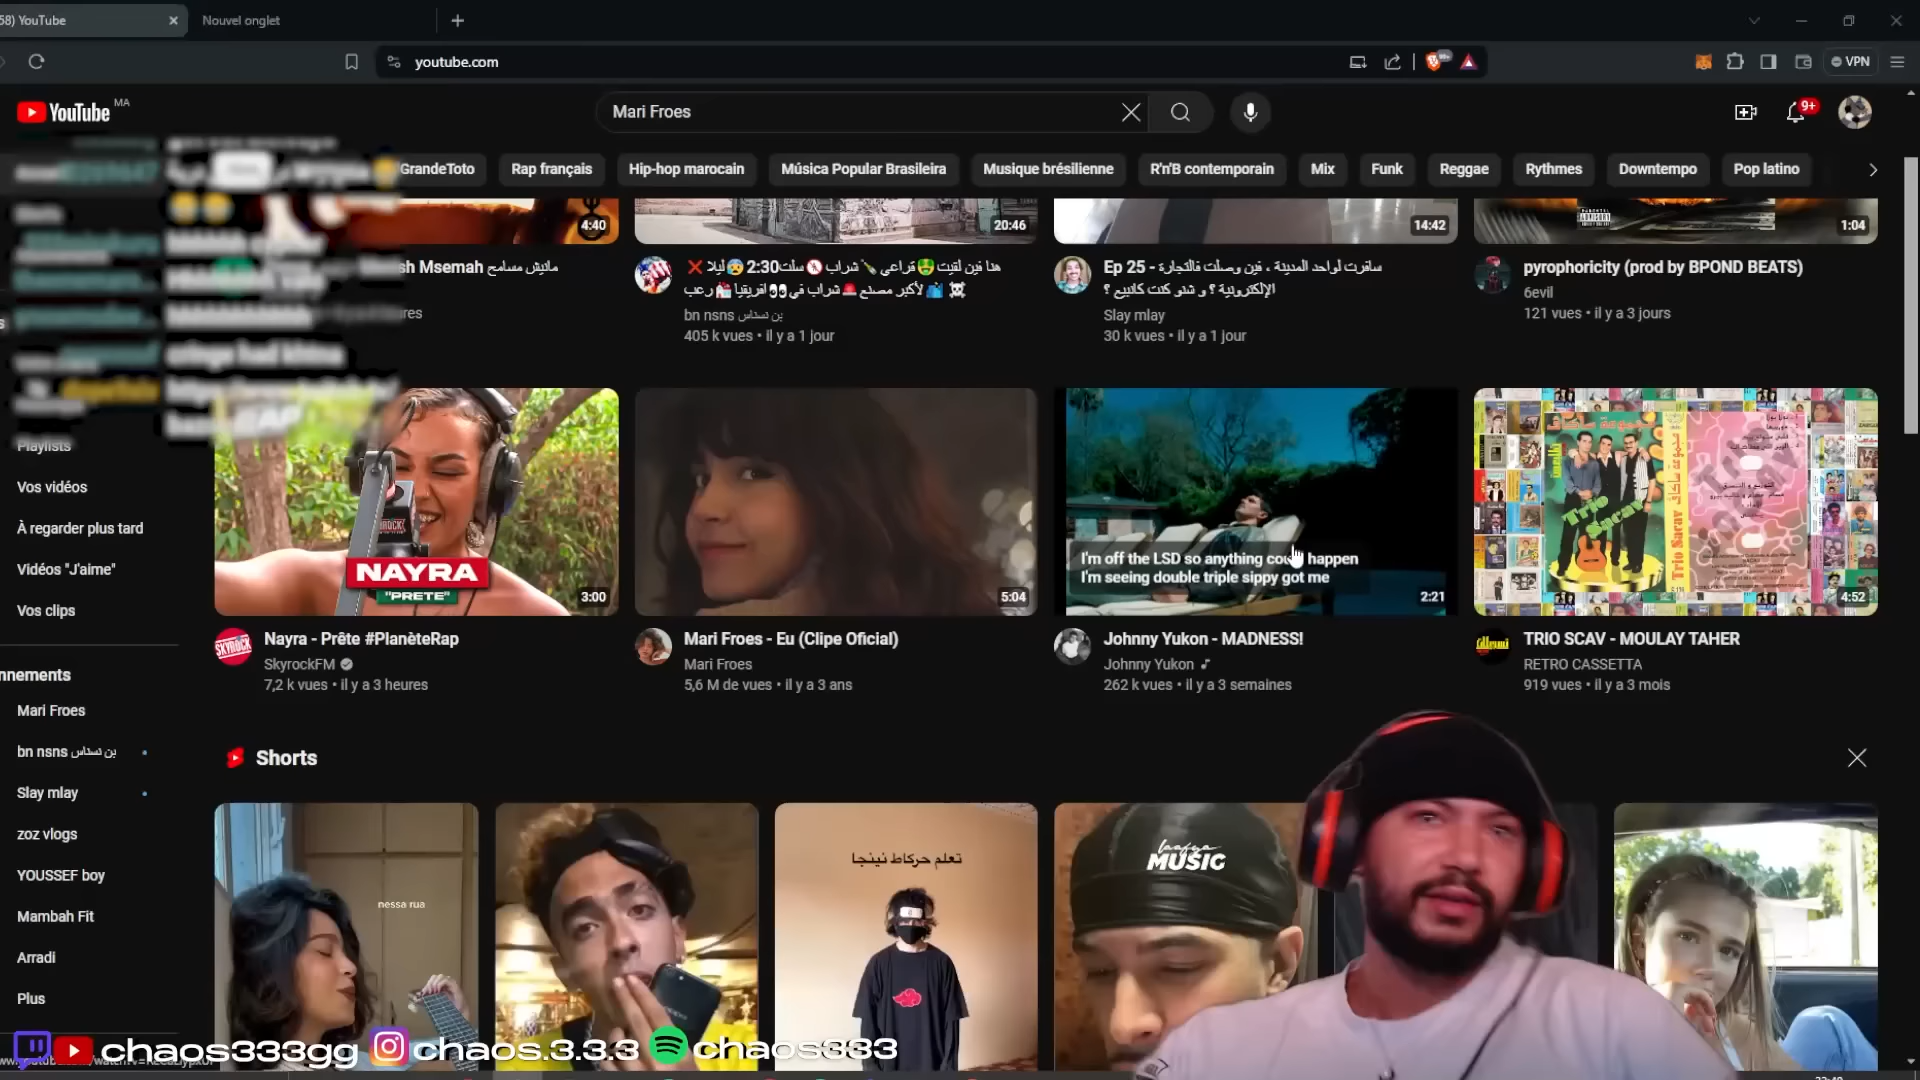 58) YouTube
Nouvel onglet
youtube.com
VPN
YouTube MA
Mari Froes
9+
GrandeToto
Rap français
Hip-hop marocain
Música Popular Brasileira
Musique brésilienne
R'n'B contemporain
Mix
Funk
Reggae
Rythmes
Downtempo
Pop latino
4:40
20:46
14:42
1:04
sh Msemah مانيش مسامح
هنا فين لقيت🤑قراعي🍾شراب🚷سلت2:30😰ليلا ❌
لأكبر مصنع🚨شراب في👀افريقيا
رعب
bn nsns بن نسناس
405 k vues • il y a 1 jour
Ep 25 - سافرت لواحد المدينة ، فين وصلت فالتجارة
الإلكترونية ؟ و شنو كنت كانبيع ؟
Slay mlay
30 k vues • il y a 1 jour
pyrophoricity (prod by BPOND BEATS)
6evil
121 vues • il y a 3 jours
cringe had khtna
Playlists
Vos vidéos
À regarder plus tard
Vidéos "J'aime"
Vos clips
NAYRA
"PRETE"
3:00
5:04
I'm off the LSD so anything could happen
I'm seeing double triple sippy got me
2:21
Trio Sacav
4:52
Nayra - Prête #PlanèteRap
SkyrockFM
7,2 k vues • il y a 3 heures
Mari Froes - Eu (Clipe Oficial)
Mari Froes
5,6 M de vues • il y a 3 ans
Johnny Yukon - MADNESS!
Johnny Yukon
262 k vues • il y a 3 semaines
TRIO SCAV - MOULAY TAHER
RETRO CASSETTA
919 vues • il y a 3 mois
nnements
Mari Froes
bn nsns بن نسناس
Slay mlay
zoz vlogs
YOUSSEF boy
Mambah Fit
Arradi
Plus
Shorts
nessa rua
تعلم حركاط نينجا
MUSIC
chaos333gg
chaos.3.3.3
chaos333